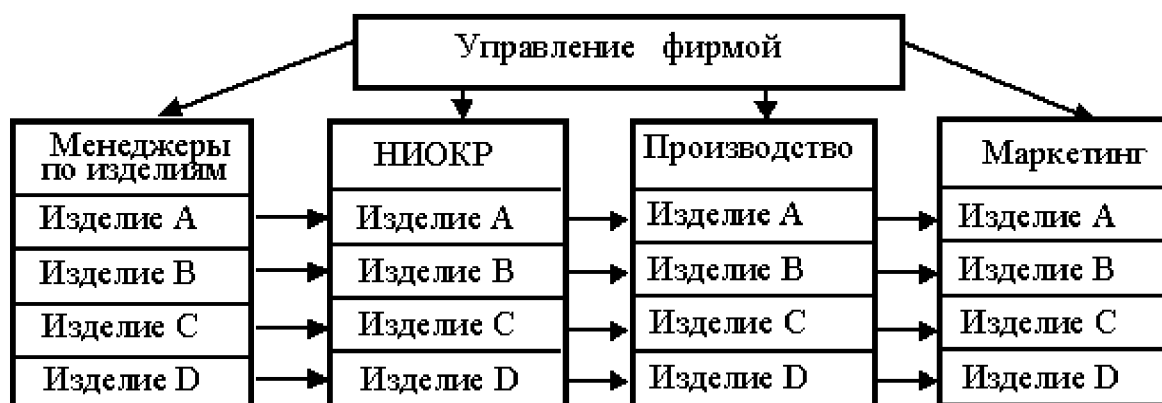 Управление фирмой
Менеджеры
по изделиям
НИОКР
Производство
Маркетинг
Изделие A
Изделие A
Изделие A
Изделие A
Изделие B
Изделие B
Изделие B
Изделие B
Изделие C
Изделие C
Изделие C
Изделие C
Изделие D
Изделие D
Изделие D
Изделие D